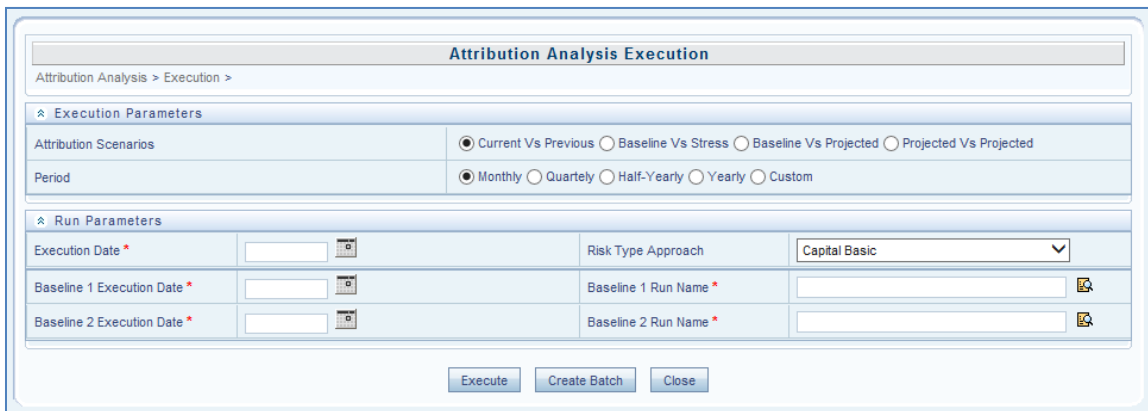 Attribution Analysis Execution
Attribution Analysis > Execution >
Execution Parameters
Attribution Scenarios Current Vs Previous Baseline Vs Stress Baseline Vs Projected Projected Vs Projected
Period Monthly Quartely Half-Yearly Yearly Custom
Run Parameters
Execution Date * Risk Type Approach Capital Basic
Baseline 1 Execution Date * Baseline 1 Run Name *
Baseline 2 Execution Date * Baseline 2 Run Name *
Execute Create Batch Close